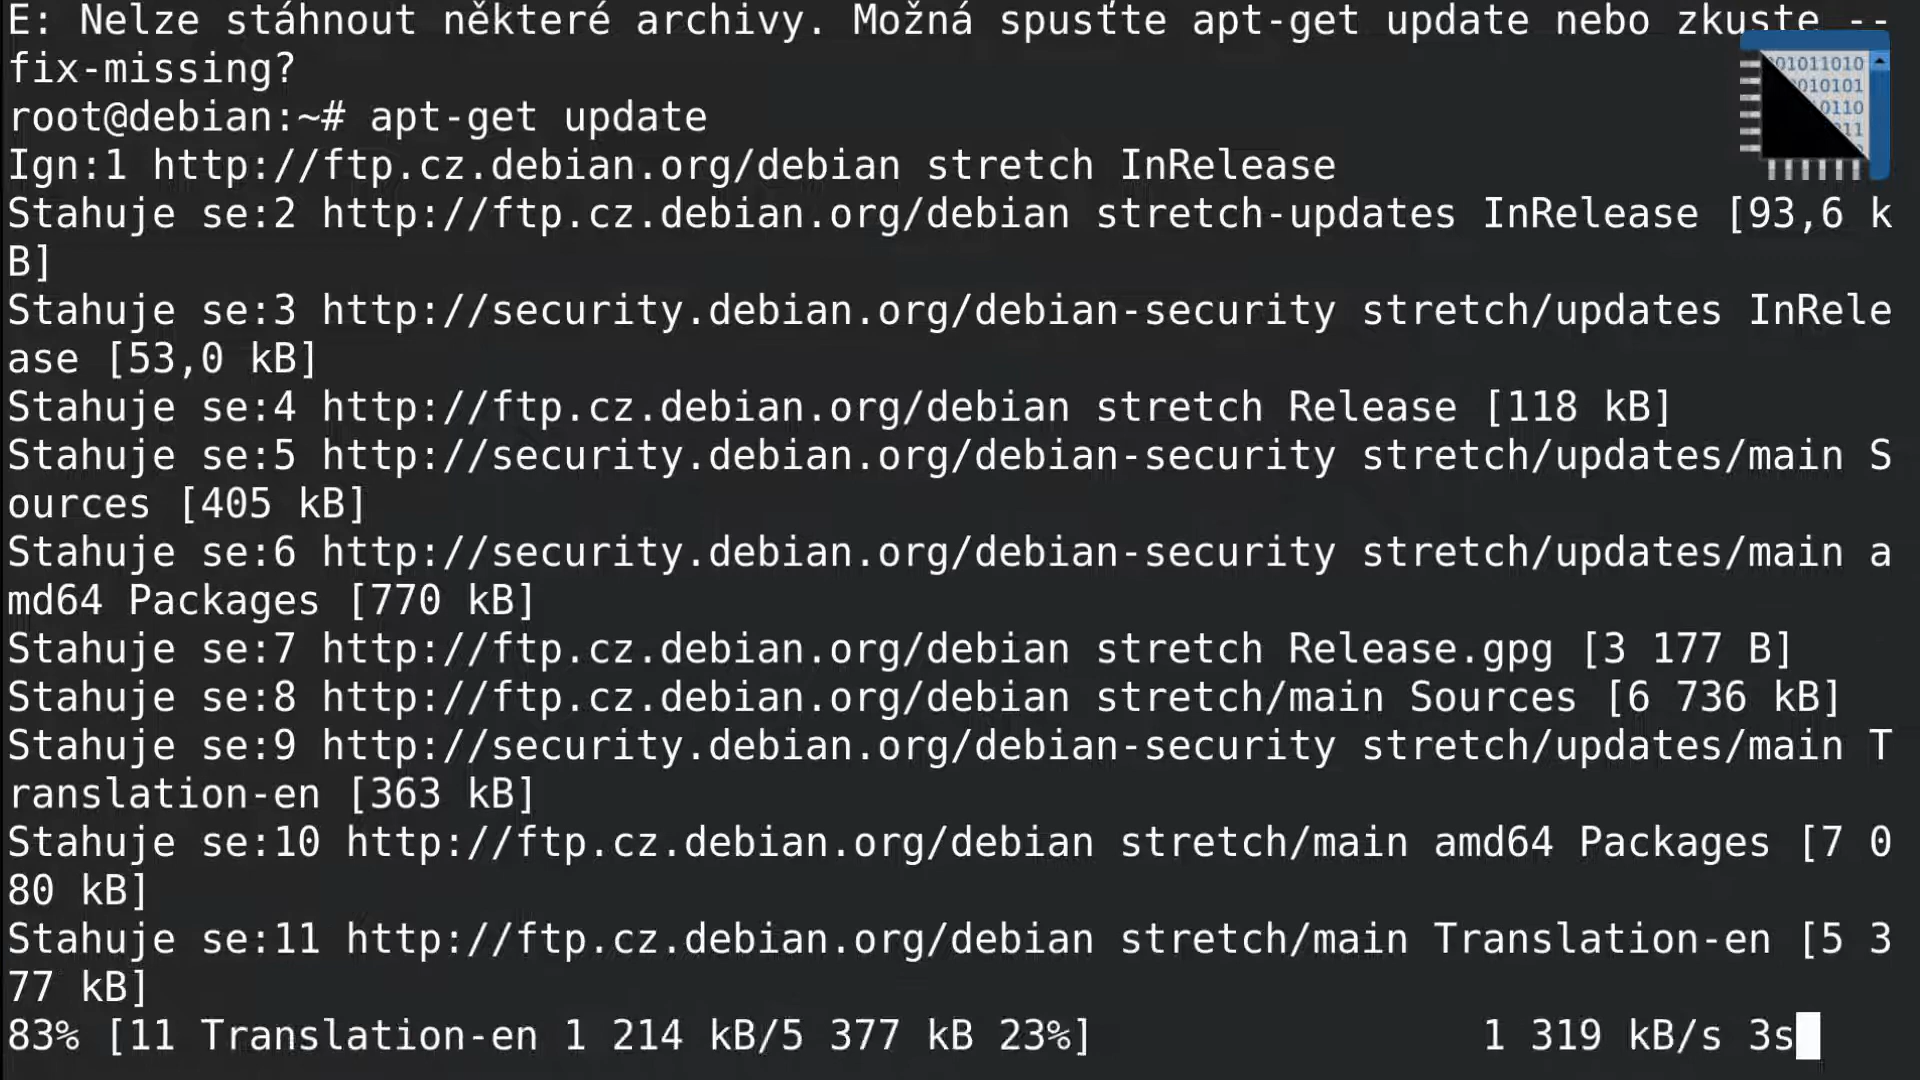 E: Nelze stáhnout některé archivy. Možná spusťte apt-get update nebo zkuste --
fix-missing?
root@debian:~# apt-get update
Ign:1 http://ftp.cz.debian.org/debian stretch InRelease
Stahuje se:2 http://ftp.cz.debian.org/debian stretch-updates InRelease [93,6 k
B]
Stahuje se:3 http://security.debian.org/debian-security stretch/updates InRele
ase [53,0 kB]
Stahuje se:4 http://ftp.cz.debian.org/debian stretch Release [118 kB]
Stahuje se:5 http://security.debian.org/debian-security stretch/updates/main S
ources [405 kB]
Stahuje se:6 http://security.debian.org/debian-security stretch/updates/main a
md64 Packages [770 kB]
Stahuje se:7 http://ftp.cz.debian.org/debian stretch Release.gpg [3 177 B]
Stahuje se:8 http://ftp.cz.debian.org/debian stretch/main Sources [6 736 kB]
Stahuje se:9 http://security.debian.org/debian-security stretch/updates/main T
ranslation-en [363 kB]
Stahuje se:10 http://ftp.cz.debian.org/debian stretch/main amd64 Packages [7 0
80 kB]
Stahuje se:11 http://ftp.cz.debian.org/debian stretch/main Translation-en [5 3
77 kB]
83% [11 Translation-en 1 214 kB/5 377 kB 23%] 1 319 kB/s 3s